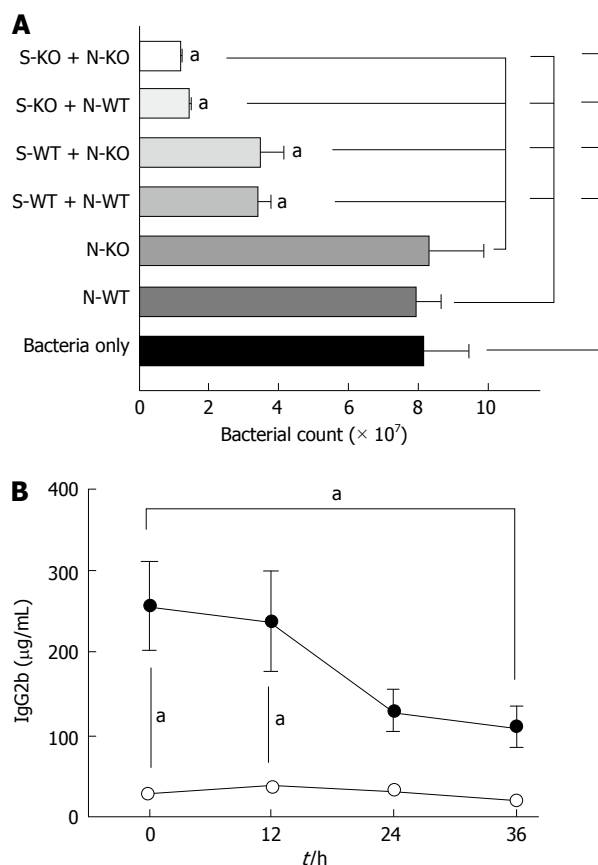 A
S-KO + N-KO
a
S-KO + N-WT
a
S-WT + N-KO
a
S-WT + N-WT
a
N-KO
N-WT
Bacteria only
0 2 4 6 8 10
Bacterial count (× 10⁷)
B
400
300
200
100
0
IgG2b (μg/mL)
a
a
a
0 12 24 36
t/h